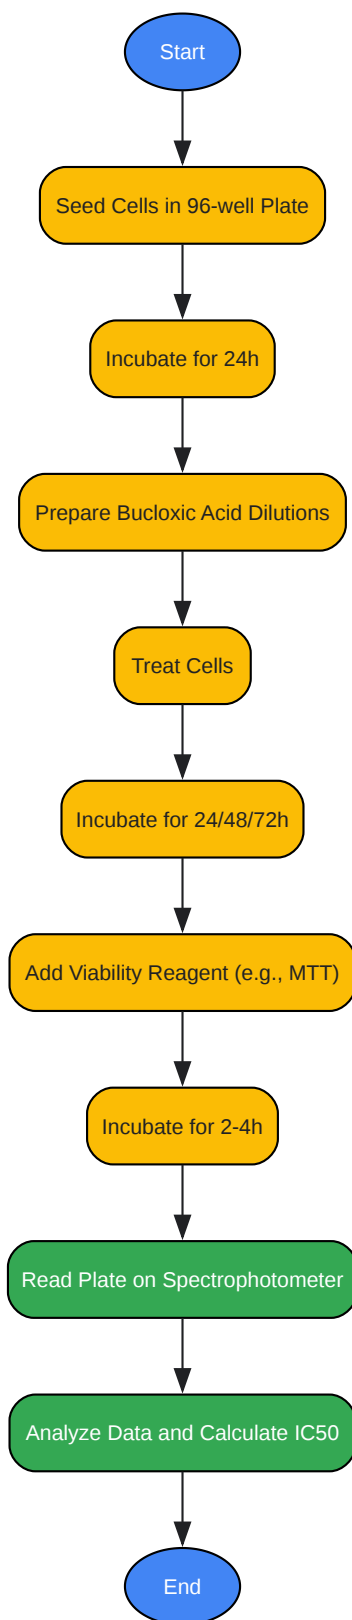 Start
Seed Cells in 96-well Plate
Incubate for 24h
Prepare Bucloxic Acid Dilutions
Treat Cells
Incubate for 24/48/72h
Add Viability Reagent (e.g., MTT)
Incubate for 2-4h
Read Plate on Spectrophotometer
Analyze Data and Calculate IC50
End